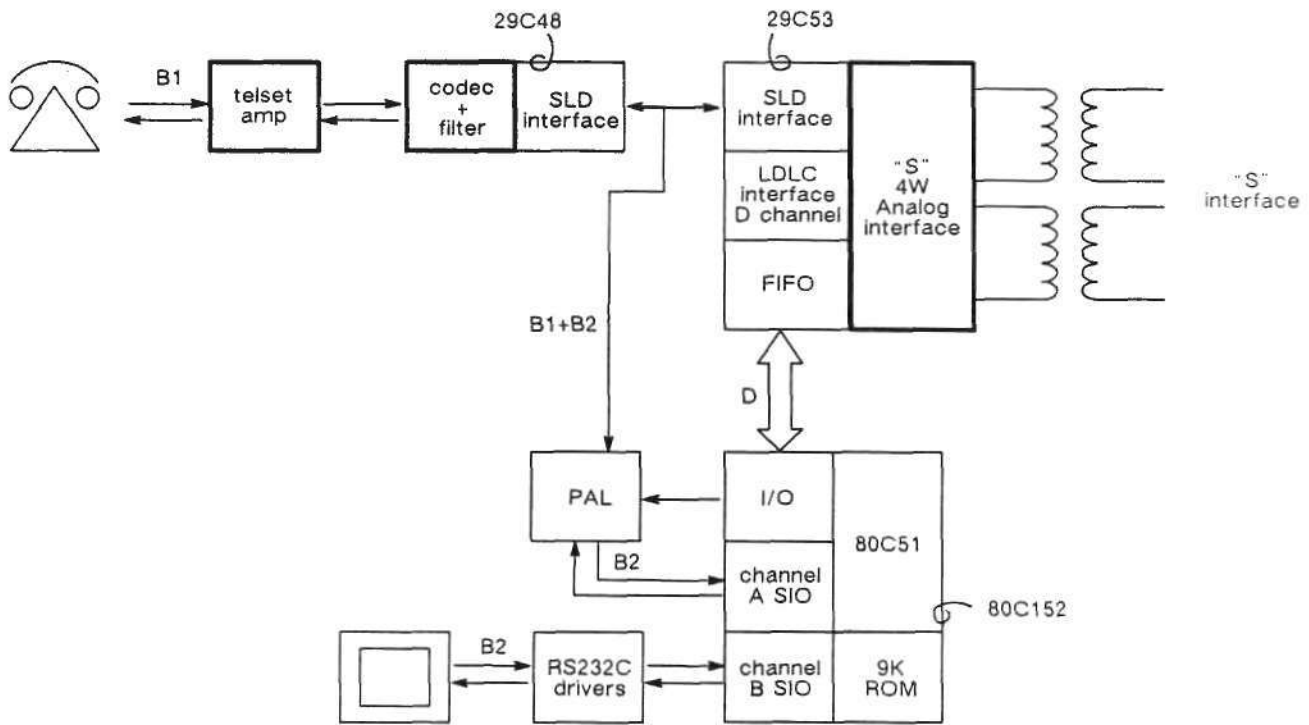 29C48
29C53
B1
telset
amp
codec
+
filter
SLD
interface
SLD
interface
LDLC
interface
D channel
FIFO
"S"
4W
Analog
interface
"S"
interface
B1+B2
D
PAL
I/O
80C51
B2
channel
A SIO
80C152
B2
RS232C
drivers
channel
B SIO
9K
ROM